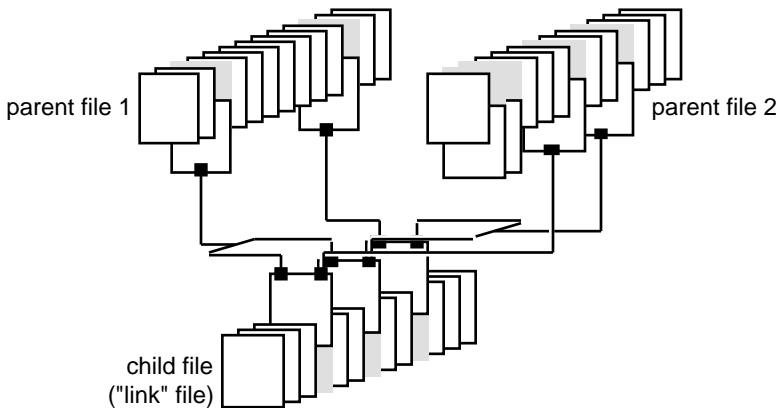 parent file 1
parent file 2
child file
("link" file)